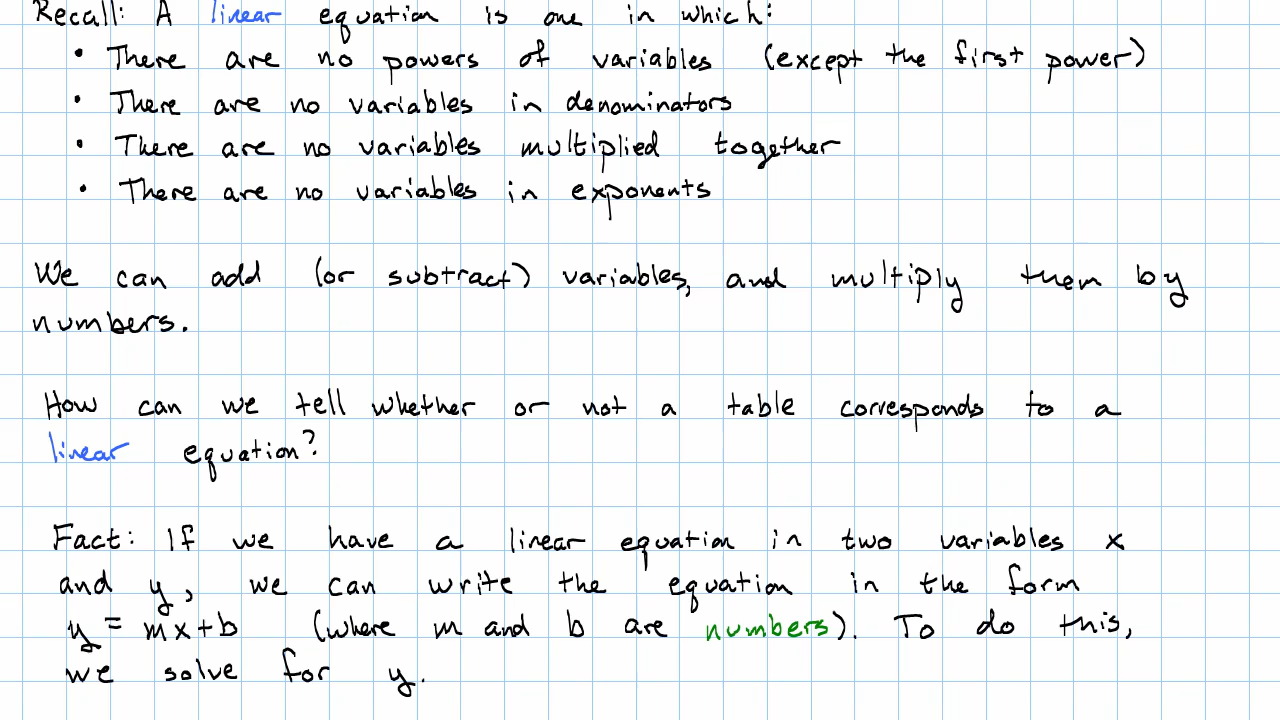 Recall: A linear equation is one in which:
• There are no powers of variables (except the first power)
• There are no variables in denominators
• There are no variables multiplied together
• There are no variables in exponents
We can add (or subtract) variables, and multiply them by
numbers.
How can we tell whether or not a table corresponds to a
linear equation?
Fact: If we have a linear equation in two variables x
and y, we can write the equation in the form
y = mx+b (where m and b are numbers). To do this,
we solve for y.